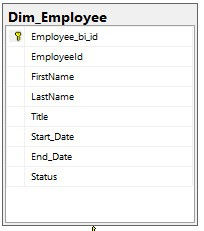 Dim_Employee
Employee_bi_id
EmployeeId
FirstName
LastName
Title
Start_Date
End_Date
Status